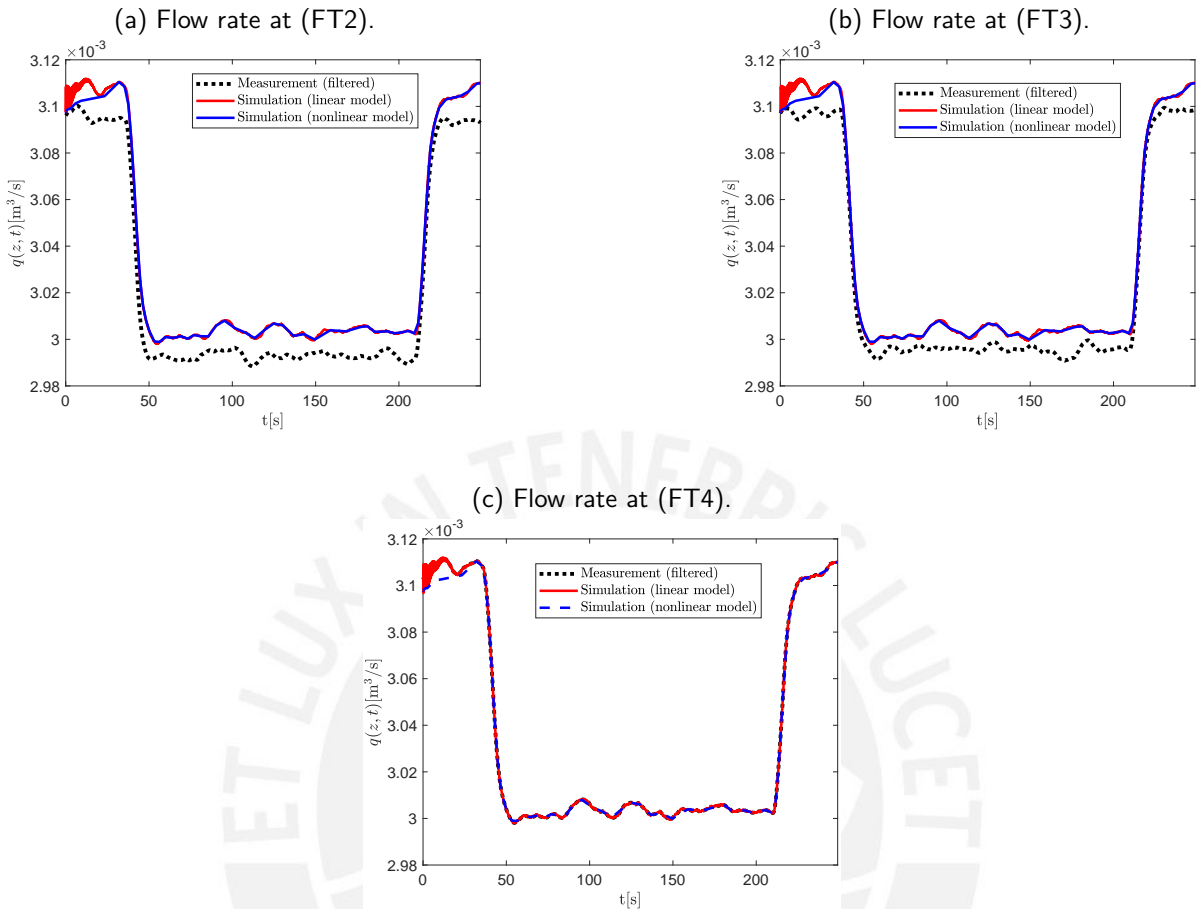 (a) Flow rate at (FT2).
×10⁻³
3.12
3.1
3.08
3.06
3.04
3.02
3
2.98
q(z, t)[m³/s]
Measurement (filtered)
Simulation (linear model)
Simulation (nonlinear model)
0 50 100 150 200
t[s]
(b) Flow rate at (FT3).
×10⁻³
3.12
3.1
3.08
3.06
3.04
3.02
3
2.98
q(z, t)[m³/s]
Measurement (filtered)
Simulation (linear model)
Simulation (nonlinear model)
0 50 100 150 200
t[s]
(c) Flow rate at (FT4).
×10⁻³
3.12
3.1
3.08
3.06
3.04
3.02
3
2.98
q(z, t)[m³/s]
Measurement (filtered)
Simulation (linear model)
Simulation (nonlinear model)
0 50 100 150 200
t[s]
ET LUX IN TENEBRIS LUCET